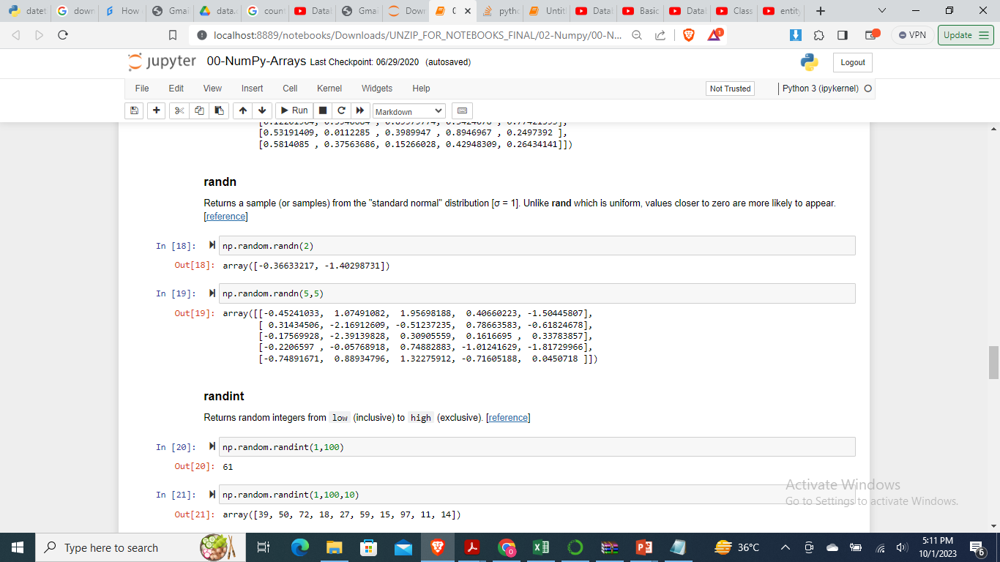 datet
down
How
Gmai
data.
coun
Datal
Gmai
Dow
pyth
Untit
Datal
Basic
Datal
Class
entity
localhost:8889/notebooks/Downloads/UNZIP_FOR_NOTEBOOKS_FINAL/02-Numpy/00-N...
1
VPN
Update
jupyter 00-NumPy-Arrays Last Checkpoint: 06/29/2020 (autosaved)
Logout
File Edit View Insert Cell Kernel Widgets Help
Not Trusted
Python 3 (ipykernel)
Run
Markdown
[0.53191409, 0.0112285 , 0.3989947 , 0.8946967 , 0.2497392 ],
[0.5814085 , 0.37563686, 0.15266028, 0.42948309, 0.26434141]])
randn
Returns a sample (or samples) from the "standard normal" distribution [σ = 1]. Unlike rand which is uniform, values closer to zero are more likely to appear.
[reference]
In [18]: np.random.randn(2)
Out[18]: array([-0.36633217, -1.40298731])
In [19]: np.random.randn(5,5)
Out[19]: array([[-0.45241033, 1.07491082, 1.95698188, 0.40660223, -1.50445807],
[ 0.31434506, -2.16912609, -0.51237235, 0.78663583, -0.61824678],
[-0.17569928, -2.39139828, 0.30905559, 0.1616695 , 0.33783857],
[-0.2206597 , -0.05768918, 0.74882883, -1.01241629, -1.81729966],
[-0.74891671, 0.88934796, 1.32275912, -0.71605188, 0.0450718 ]])
randint
Returns random integers from low (inclusive) to high (exclusive). [reference]
In [20]: np.random.randint(1,100)
Out[20]: 61
In [21]: np.random.randint(1,100,10)
Out[21]: array([39, 50, 72, 18, 27, 59, 15, 97, 11, 14])
Activate Windows
Go to Settings to activate Windows.
Type here to search
36°C
5:11 PM
10/1/2023
6